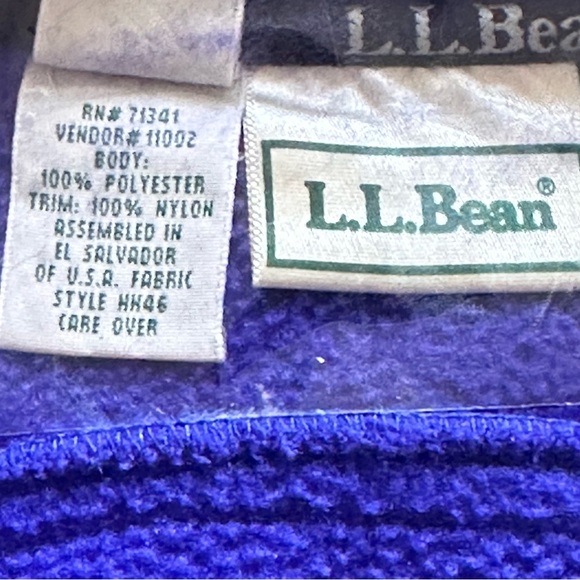 L.L.Bea
RN# 71341
VENDOR# 11002
BODY:
100% POLYESTER
TRIM: 100% NYLON
ASSEMBLED IN
EL SALVADOR
OF U.S.A. FABRIC
STYLE HH46
CARE OVER
L.L.Bean®